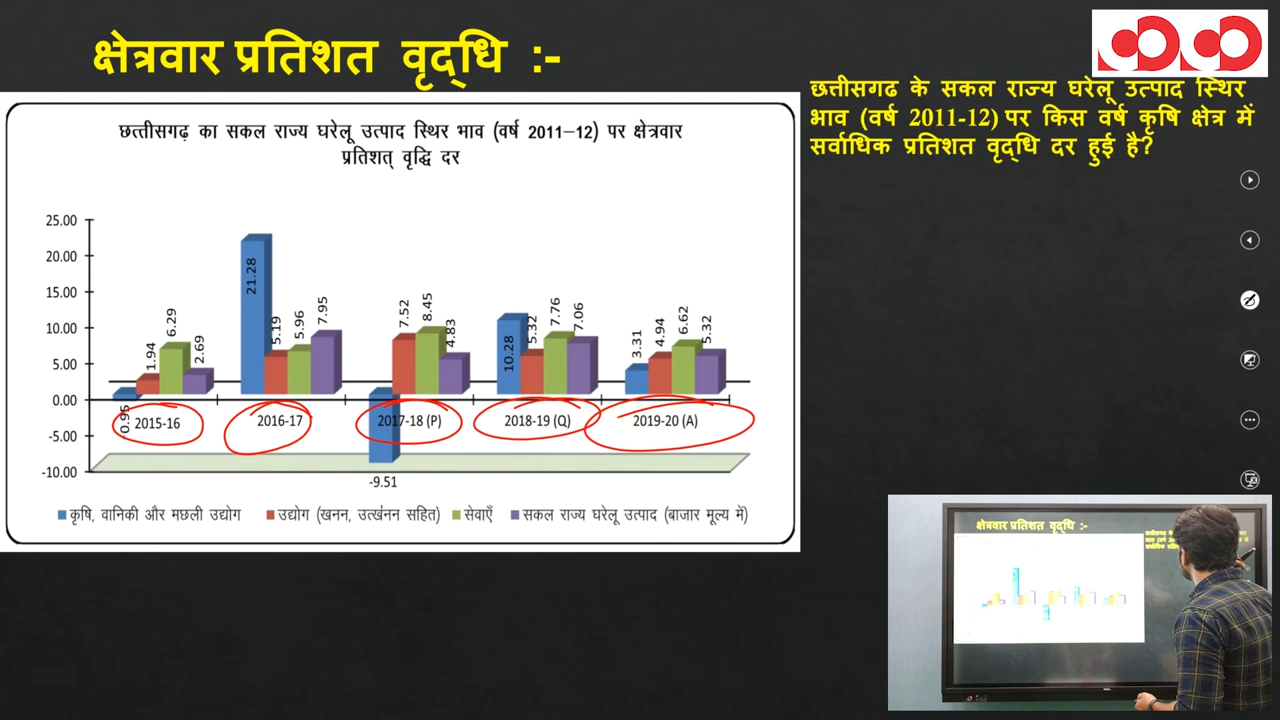 क्षेत्रवार प्रतिशत वृद्धि :-
छत्तीसगढ के सकल राज्य घरेलू उत्पाद स्थिर
भाव (वर्ष 2011-12) पर किस वर्ष कृषि क्षेत्र में
सर्वाधिक प्रतिशत वृद्धि दर हुई है?
छत्तीसगढ़ का सकल राज्य घरेलू उत्पाद स्थिर भाव (वर्ष 2011–12) पर क्षेत्रवार
प्रतिशत् वृद्धि दर
25.00
20.00
15.00
10.00
5.00
0.00
-5.00
-10.00
0.95
1.94
6.29
2.69
21.28
5.19
5.96
7.95
-9.51
7.52
8.45
4.83
10.28
5.32
7.76
7.06
3.31
4.94
6.62
5.32
2015-16
2016-17
2017-18 (P)
2018-19 (Q)
2019-20 (A)
कृषि, वानिकी और मछली उद्योग
उद्योग (खनन, उत्खंनन सहित)
सेवाएँ
सकल राज्य घरेलू उत्पाद (बाजार मूल्य में)
क्षेत्रवार प्रतिशत वृद्धि :-